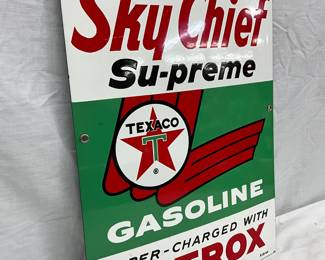 Sky Chief
Su-preme
TEXACO
T
®
GASOLINE
PER-CHARGED WITH
TROX